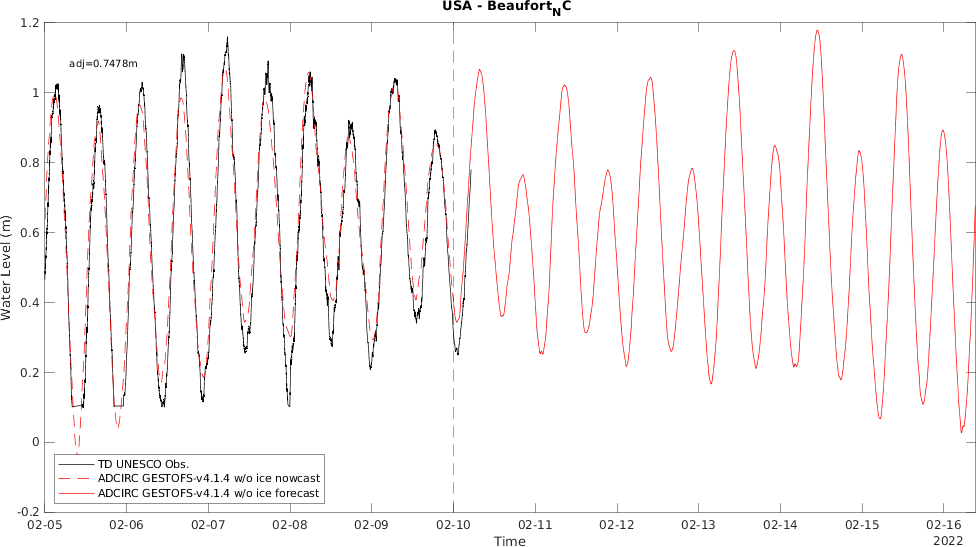 USA - Beaufort_NC
1.2
adj=0.7478m
1
0.8
0.6
0.4
0.2
0
-0.2
Water Level (m)
TD UNESCO Obs.
ADCIRC GESTOFS-v4.1.4 w/o ice nowcast
ADCIRC GESTOFS-v4.1.4 w/o ice forecast
02-05 02-06 02-07 02-08 02-09 02-10 02-11 02-12 02-13 02-14 02-15 02-16
Time
2022